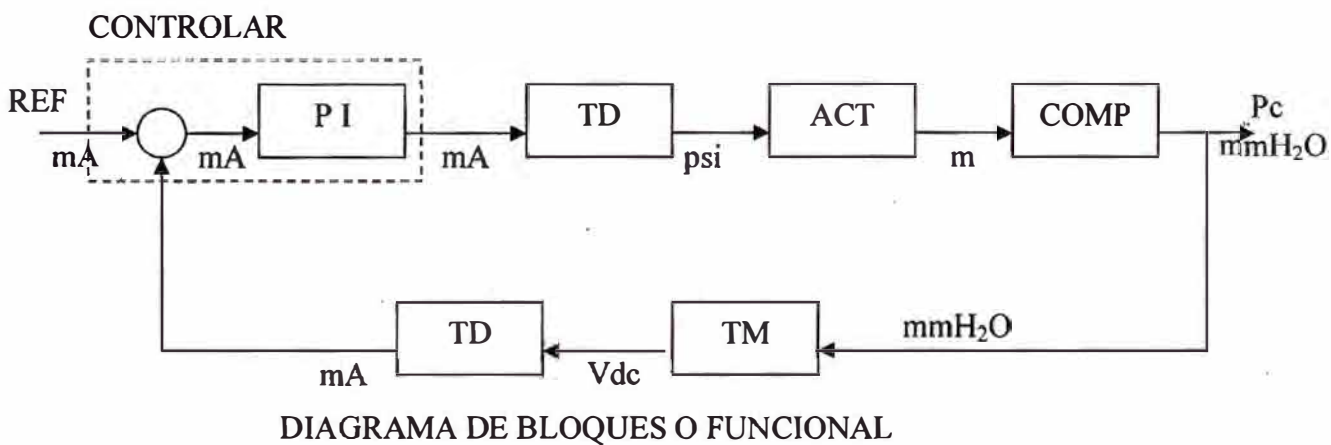 CONTROLAR
REF
mA
mA
P I
mA
TD
psi
ACT
m
COMP
Pc
mmH₂O
TD
mA
Vdc
TM
mmH₂O
DIAGRAMA DE BLOQUES O FUNCIONAL